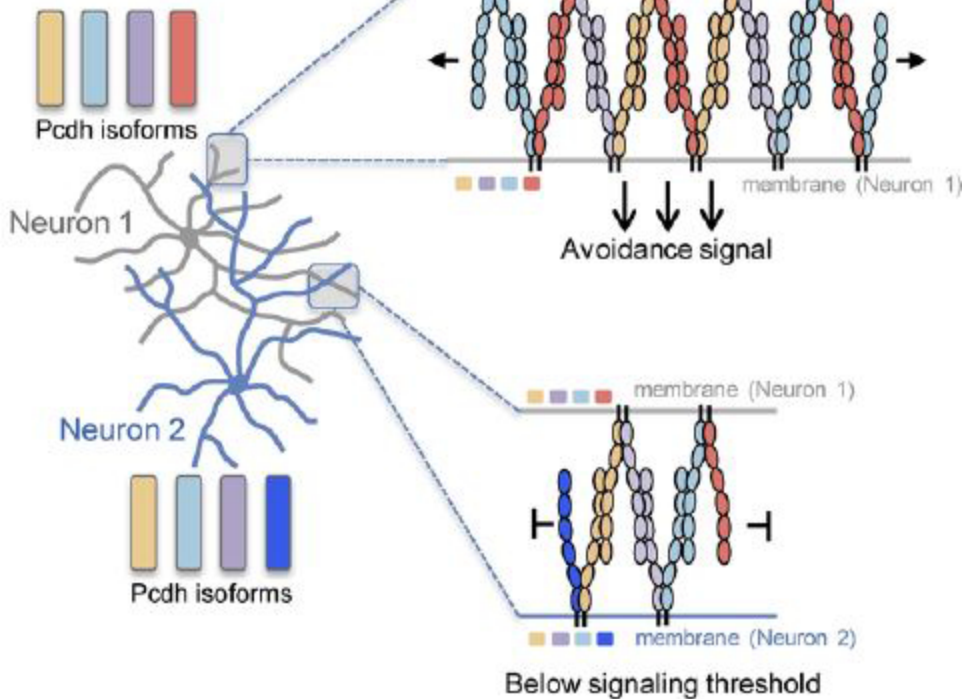 Pcdh isoforms
Neuron 1
membrane (Neuron 1)
Avoidance signal
membrane (Neuron 1)
Neuron 2
Pcdh isoforms
membrane (Neuron 2)
Below signaling threshold